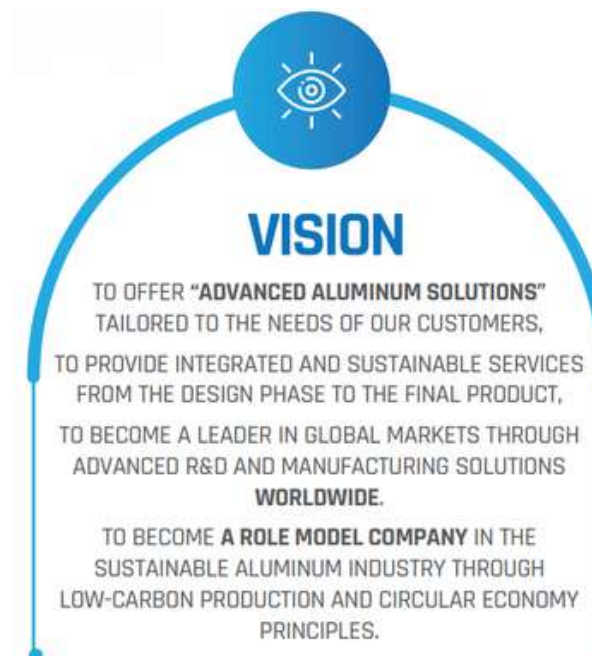 VISION
TO OFFER “ADVANCED ALUMINUM SOLUTIONS”
TAILORED TO THE NEEDS OF OUR CUSTOMERS,
TO PROVIDE INTEGRATED AND SUSTAINABLE SERVICES
FROM THE DESIGN PHASE TO THE FINAL PRODUCT,
TO BECOME A LEADER IN GLOBAL MARKETS THROUGH
ADVANCED R&D AND MANUFACTURING SOLUTIONS
WORLDWIDE.
TO BECOME A ROLE MODEL COMPANY IN THE
SUSTAINABLE ALUMINUM INDUSTRY THROUGH
LOW-CARBON PRODUCTION AND CIRCULAR ECONOMY
PRINCIPLES.